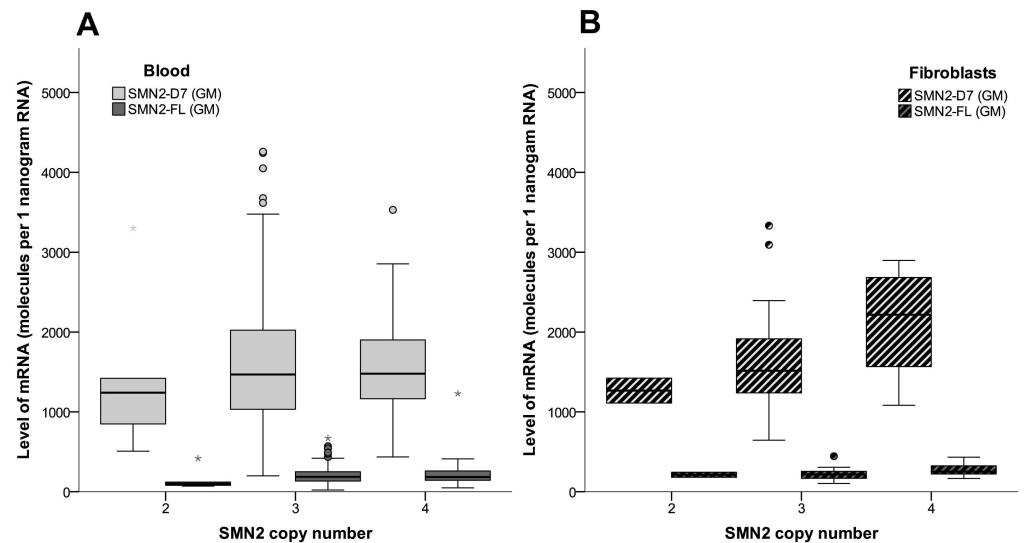 A
Blood
SMN2-D7 (GM)
SMN2-FL (GM)
Level of mRNA (molecules per 1 nanogram RNA)
5000
4000
3000
2000
1000
0
2 3 4
SMN2 copy number
B
Fibroblasts
SMN2-D7 (GM)
SMN2-FL (GM)
Level of mRNA (molecules per 1 nanogam RNA)
5000
4000
3000
2000
1000
0
2 3 4
SMN2 copy number